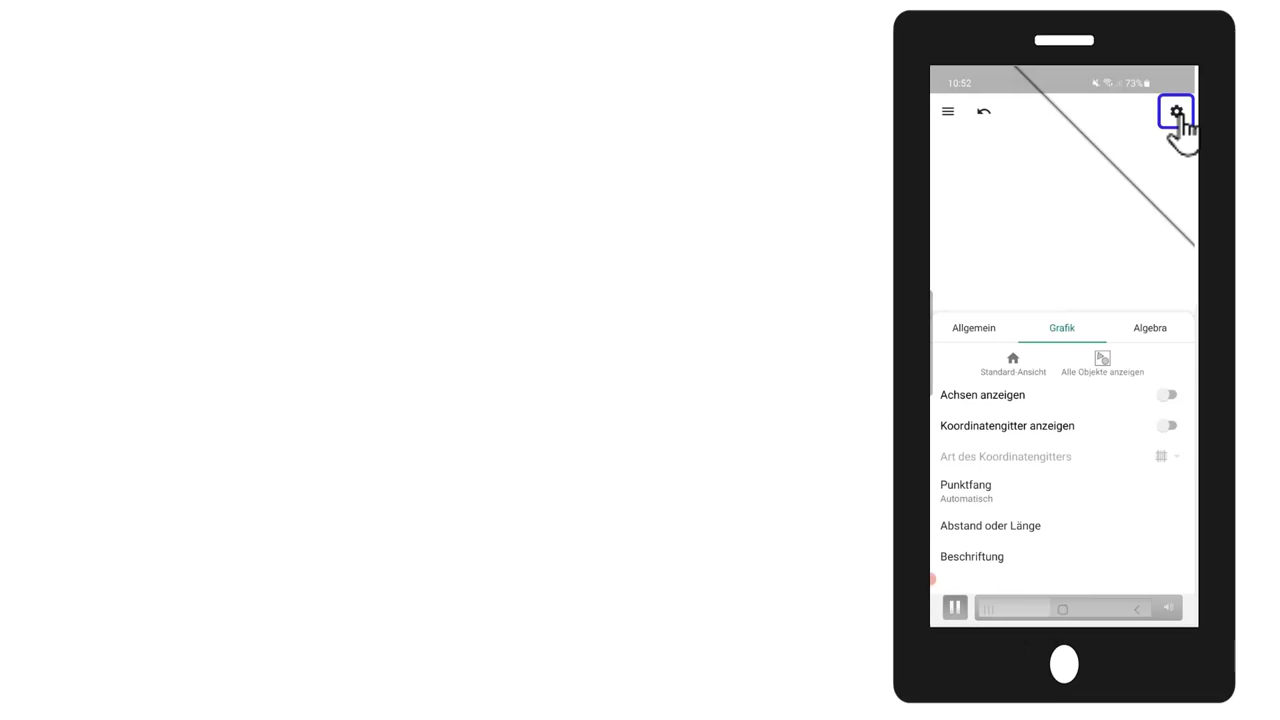 10:52
73%
Allgemein Grafik Algebra
Standard-Ansicht Alle Objekte anzeigen
Achsen anzeigen
Koordinatengitter anzeigen
Art des Koordinatengitters
Punktfang
Automatisch
Abstand oder Länge
Beschriftung